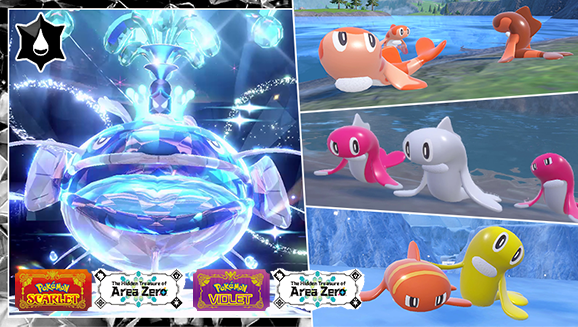 POKÉMON
SCARLET
The Hidden Treasure of
Area Zero
POKÉMON
VIOLET
The Hidden Treasure of
Area Zero